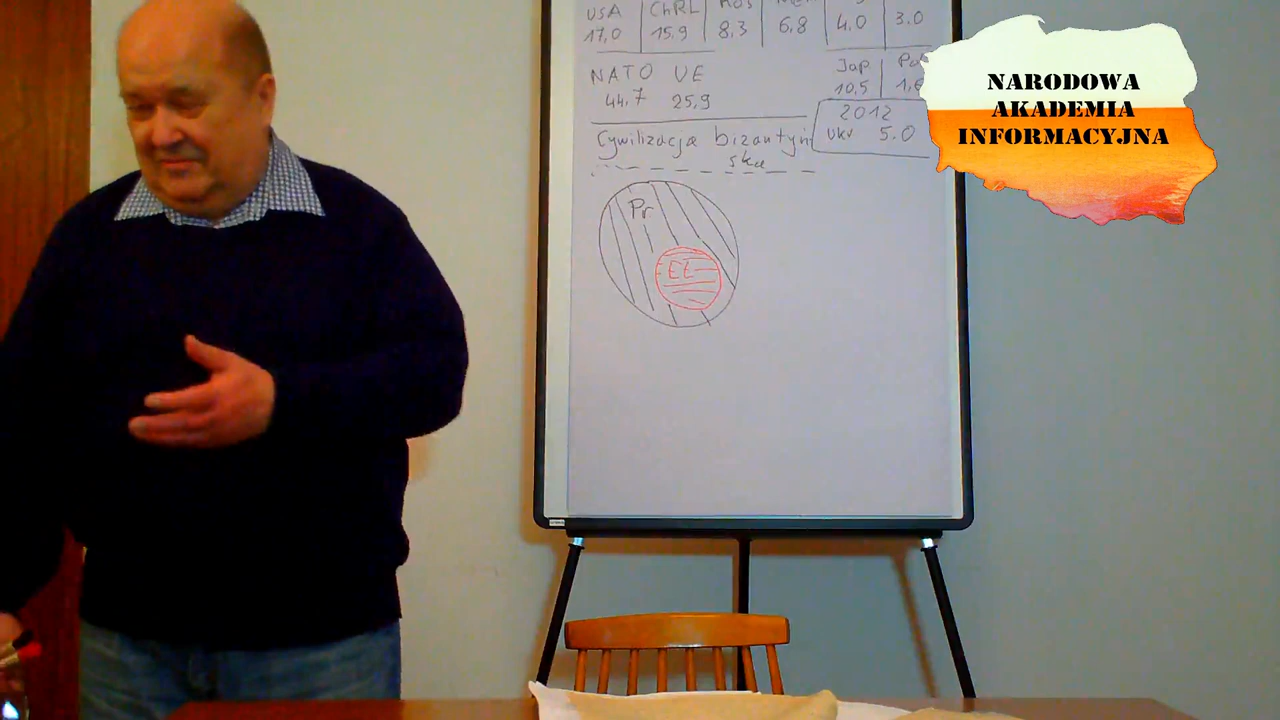 USA ChRL
17,0 15,9 8,3 6,8 4,0 3.0
NATO UE
44,7 25,9
Jap.
10,5
2012
Ukr 5.0
Cywilizacja bizantyń
ska
Pr
EE
NARODOWA
AKADEMIA
INFORMACYJNA